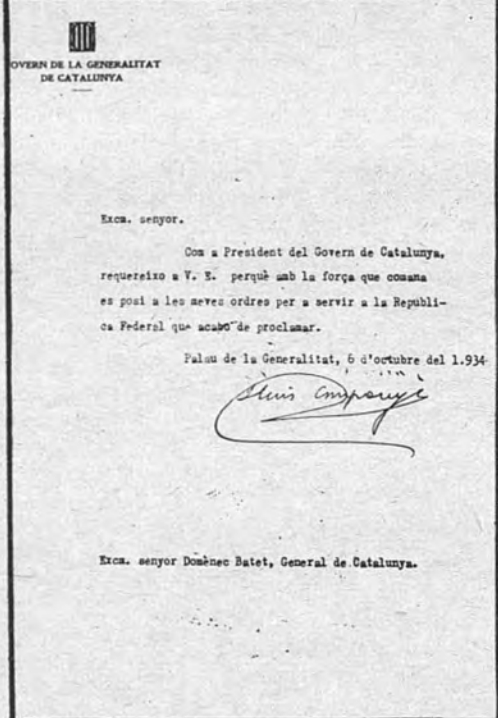 OVERN DE LA GENERALITAT
DE CATALUNYA
Excm. senyor.
Com a President del Govern de Catalunya,
requereixo a V. E. perquè amb la força que comana
es posi a les meves ordres per a servir a la Republi-
ca Federal que acabo de proclamar.
Palau de la Generalitat, 6 d'octubre del 1.934
Lluis Companys
Excm. senyor Domènec Batet, General de Catalunya.